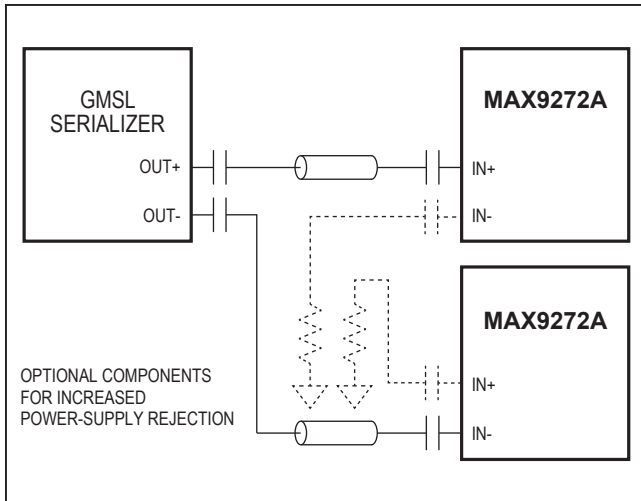 GMSL
SERIALIZER
OUT+
OUT-
MAX9272A
IN+
IN-
MAX9272A
IN+
IN-
OPTIONAL COMPONENTS
FOR INCREASED
POWER-SUPPLY REJECTION